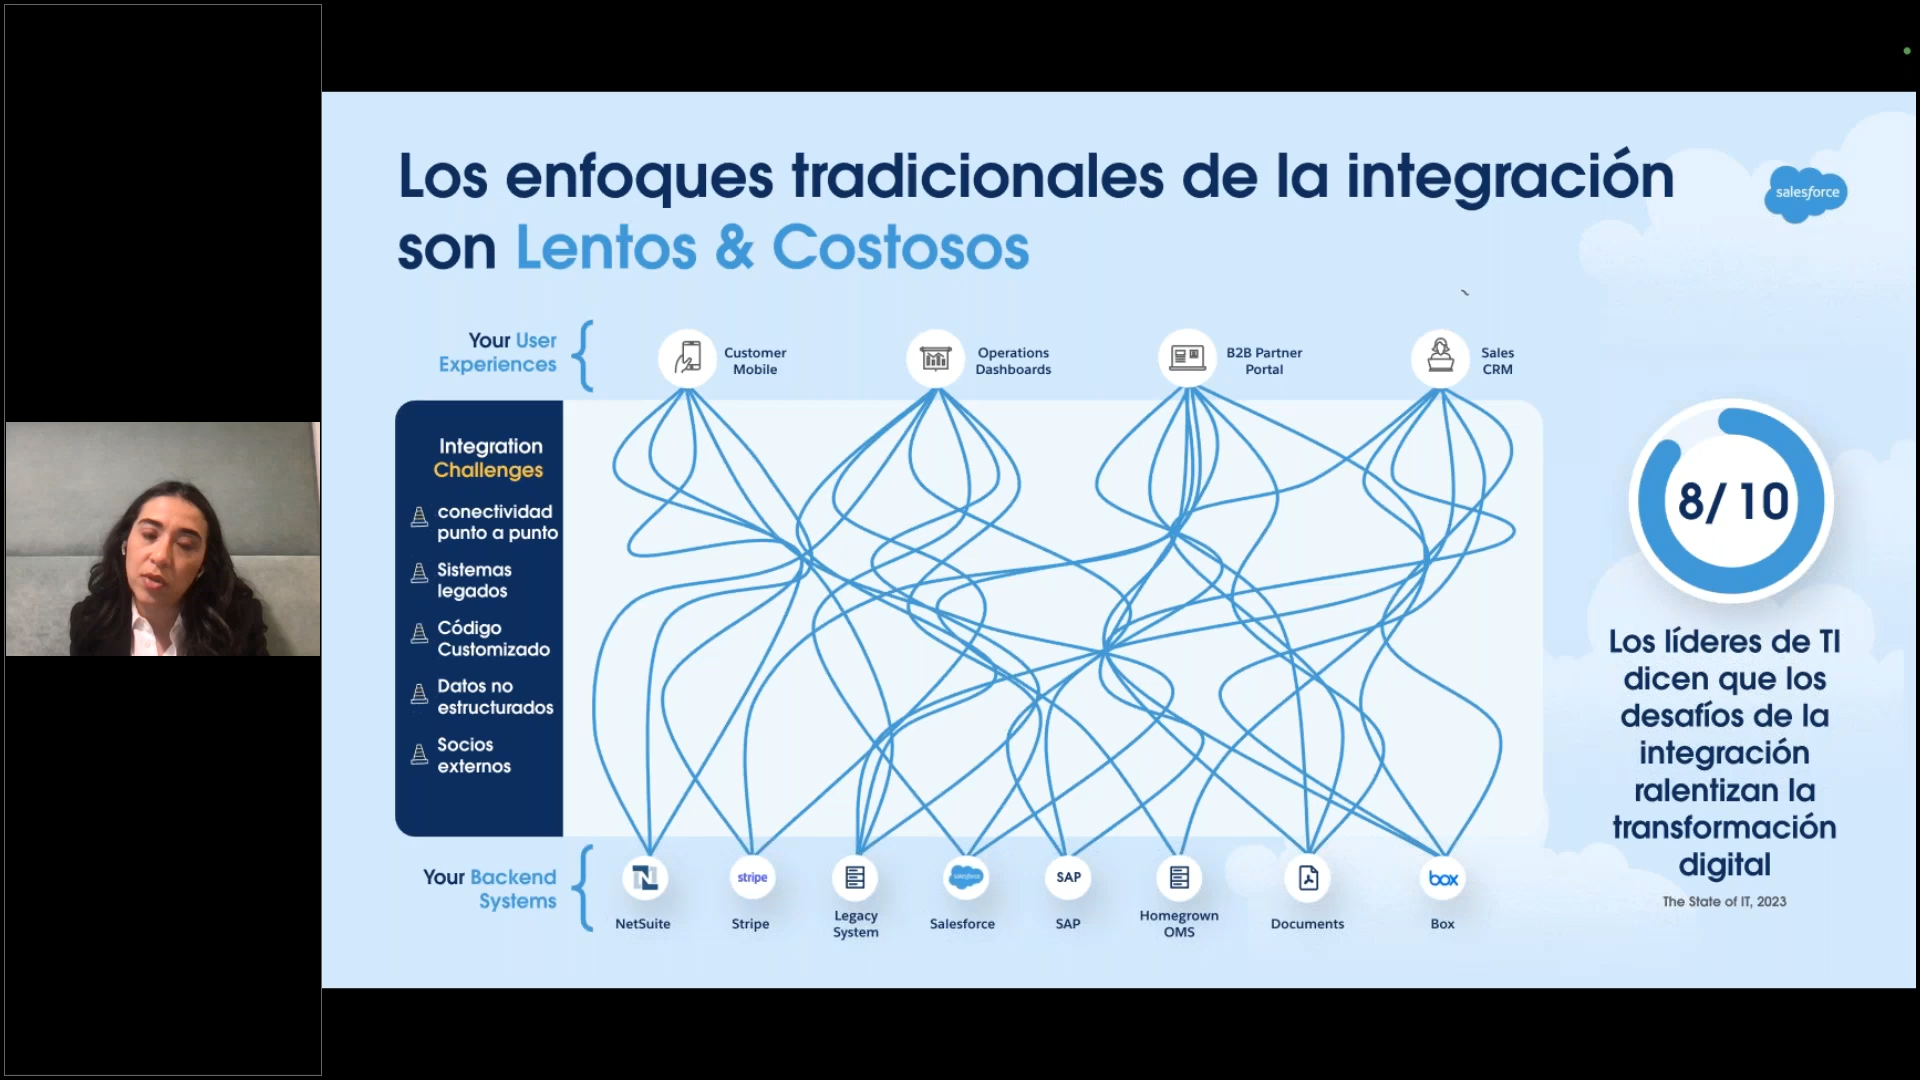 Los enfoques tradicionales de la integración
son Lentos & Costosos
salesforce
Your User
Experiences
Customer
Mobile
Operations
Dashboards
B2B Partner
Portal
Sales
CRM
Integration
Challenges
conectividad
punto a punto
Sistemas
legados
Código
Customizado
Datos no
estructurados
Socios
externos
8/ 10
Los líderes de TI
dicen que los
desafíos de la
integración
ralentizan la
transformación
digital
The State of IT, 2023
Your Backend
Systems
N
stripe
salesforce
SAP
box
NetSuite
Stripe
Legacy
System
Salesforce
SAP
Homegrown
OMS
Documents
Box